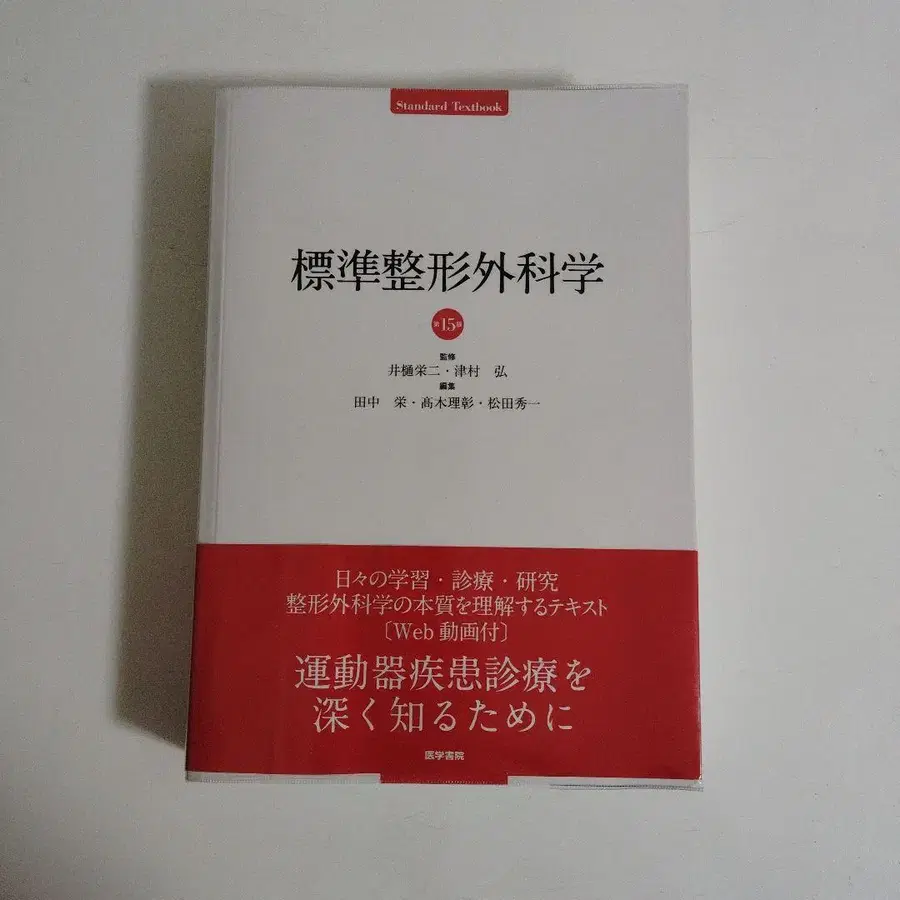 Standard Textbook
標準整形外科学
第15版
監修
井樋栄二・津村 弘
編集
田中 栄・髙木理彰・松田秀一
日々の学習・診療・研究
整形外科学の本質を理解するテキスト
〔Web動画付〕
運動器疾患診療を
深く知るために
医学書院